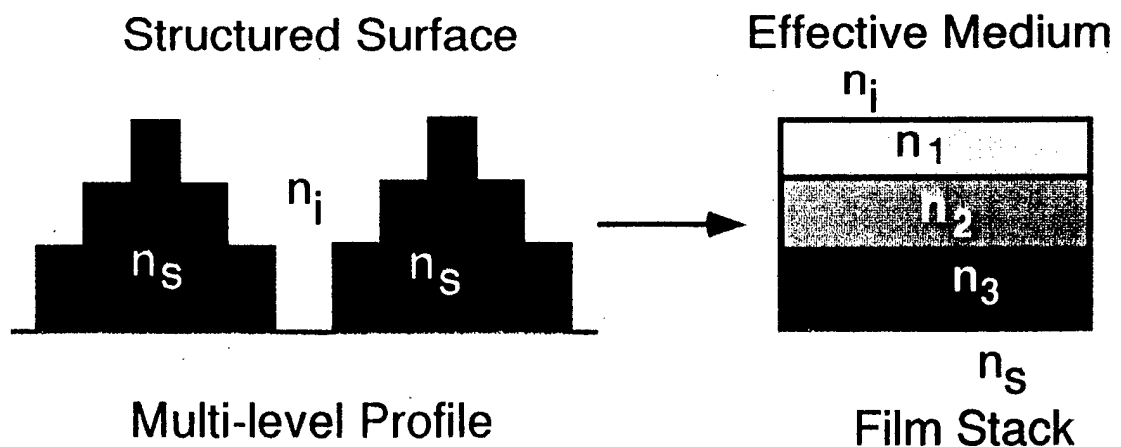 Structured Surface
Effective Medium
n_i
n_1
n_i
n_2
n_s
n_s
n_3
n_s
Multi-level Profile
Film Stack